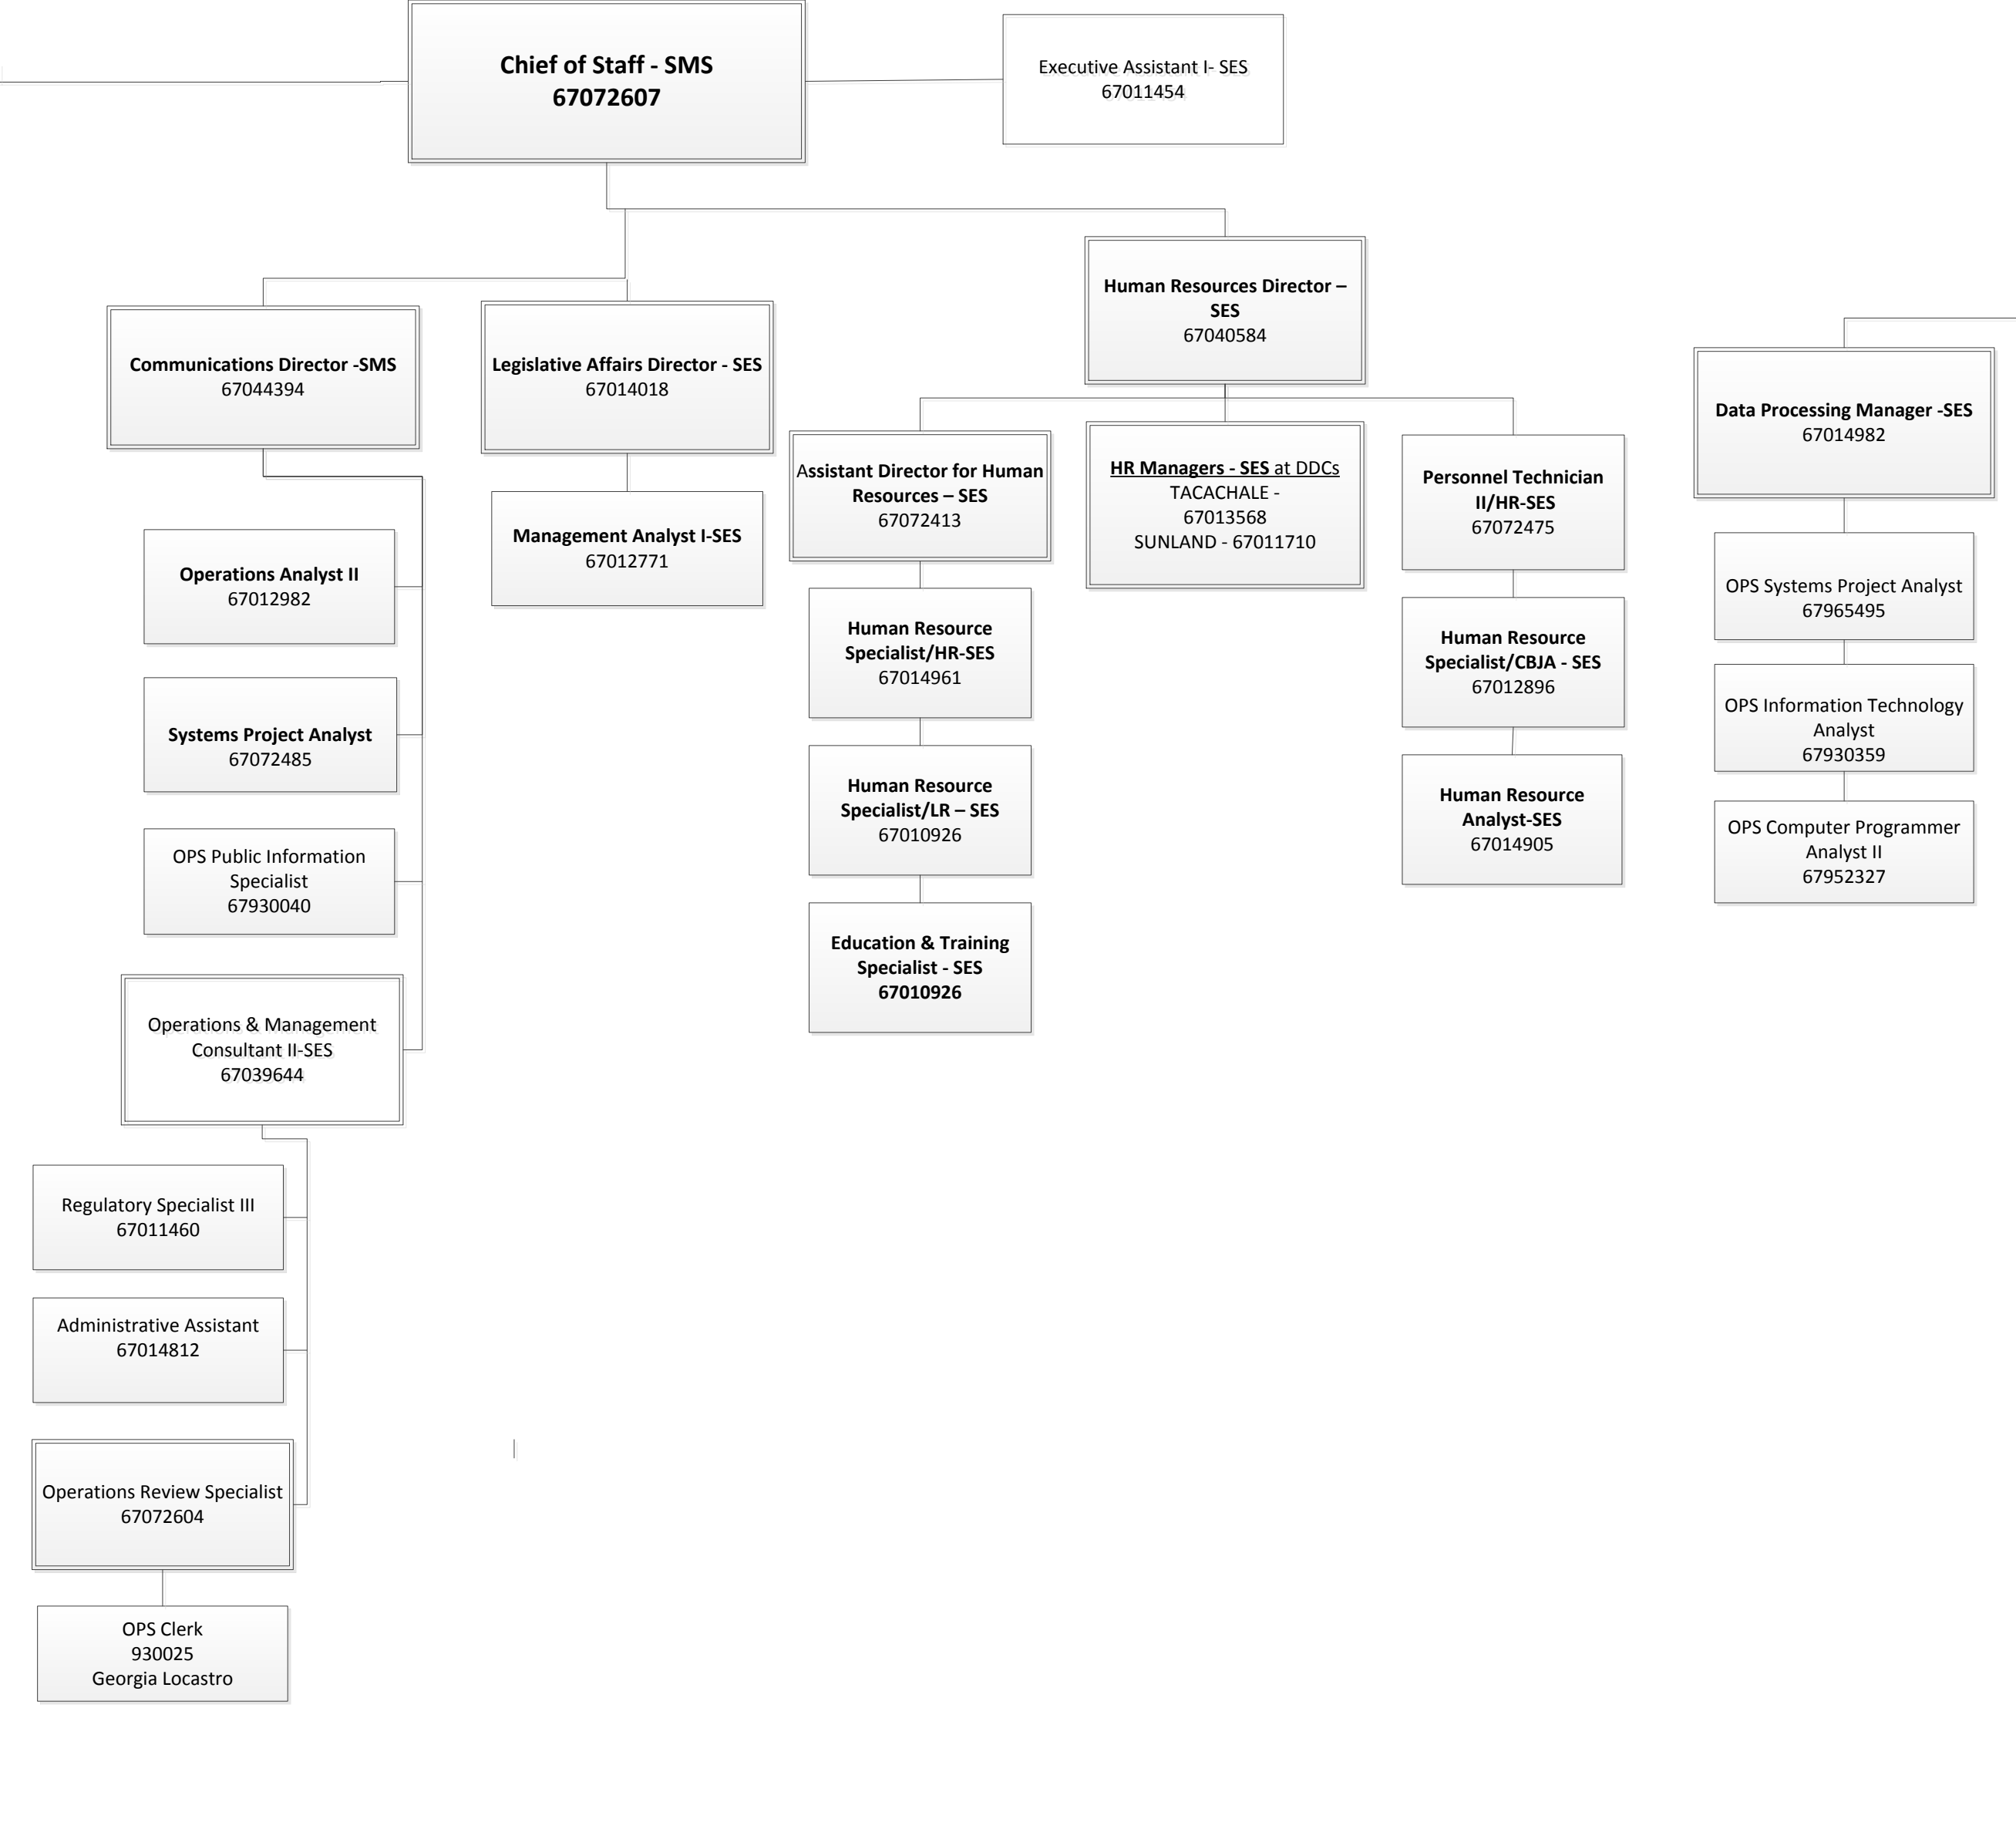 Chief of Staff - SMS
67072607
Executive Assistant I- SES
67011454
Communications Director -SMS
67044394
Legislative Affairs Director - SES
67014018
Human Resources Director –
SES
67040584
Data Processing Manager -SES
67014982
Operations Analyst II
67012982
Systems Project Analyst
67072485
OPS Public Information
Specialist
67930040
Operations & Management
Consultant II-SES
67039644
Regulatory Specialist III
67011460
Administrative Assistant
67014812
Operations Review Specialist
67072604
OPS Clerk
930025
Georgia Locastro
Management Analyst I-SES
67012771
Assistant Director for Human
Resources – SES
67072413
Human Resource
Specialist/HR-SES
67014961
Human Resource
Specialist/LR – SES
67010926
Education & Training
Specialist - SES
67010926
HR Managers - SES at DDCs
TACACHALE -
67013568
SUNLAND - 67011710
Personnel Technician
II/HR-SES
67072475
Human Resource
Specialist/CBJA - SES
67012896
Human Resource
Analyst-SES
67014905
OPS Systems Project Analyst
67965495
OPS Information Technology
Analyst
67930359
OPS Computer Programmer
Analyst II
67952327